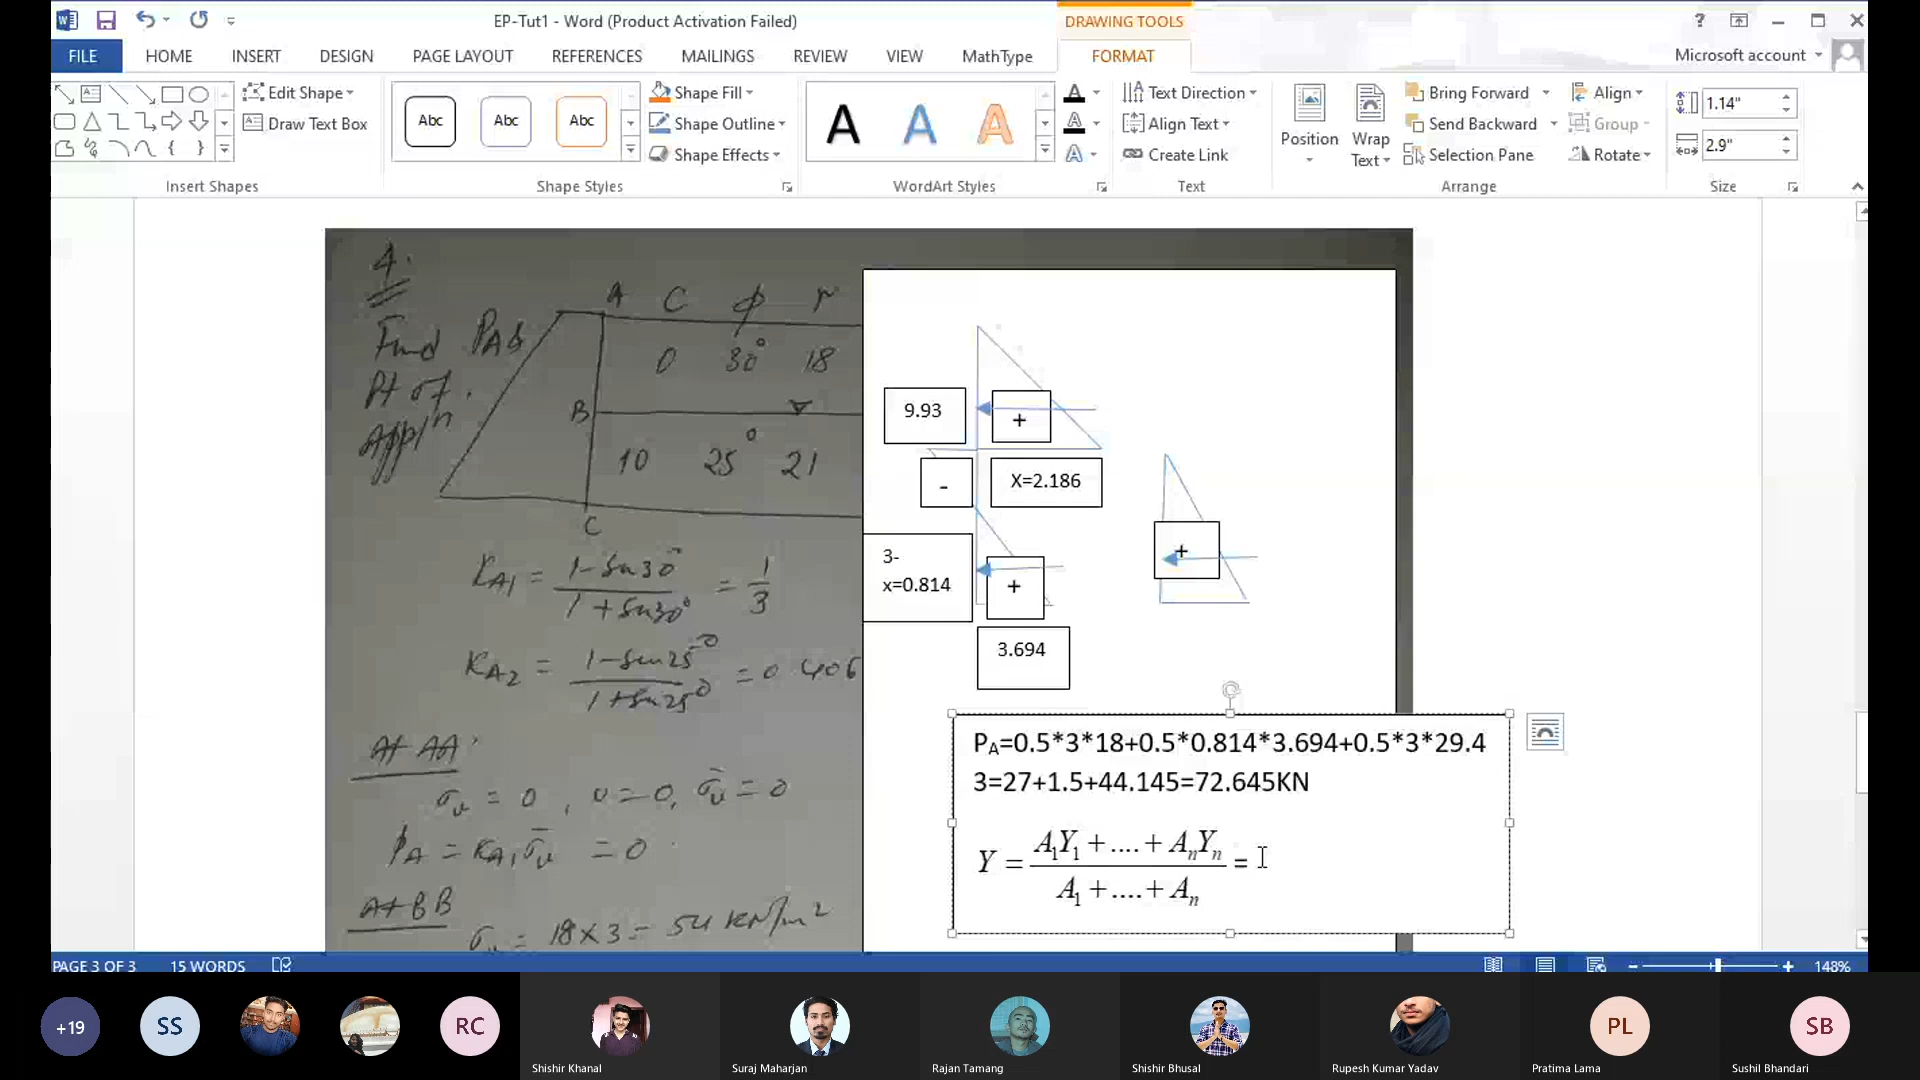 EP-Tut1 - Word (Product Activation Failed)
DRAWING TOOLS
?
FILE HOME INSERT DESIGN PAGE LAYOUT REFERENCES MAILINGS REVIEW VIEW MathType FORMAT Microsoft account
Edit Shape
Draw Text Box
Insert Shapes
Abc Abc Abc
Shape Fill
Shape Outline
Shape Effects
Shape Styles
A A A
A
A
A
WordArt Styles
Text Direction
Align Text
Create Link
Text
Position
Wrap Text
Bring Forward
Send Backward
Selection Pane
Align
Group
Rotate
Arrange
1.14"
2.9"
Size
4.
Find PA &
Pt of.
App/n
A C ϕ r
0 30° 18
B
10 25° 21
C
KA1 = 1-sin30° / 1+sin30° = 1/3
KA2 = 1-sin25° / 1+sin25° = 0.406
At AA
σv = 0, u=0, σ̄v = 0
pA = KA1 σ̄v = 0
At BB
σv = 18 x 3 = 54 KN/m2
9.93
+
-
X=2.186
3-
x=0.814
+
3.694
+
PA=0.5*3*18+0.5*0.814*3.694+0.5*3*29.4
3=27+1.5+44.145=72.645KN
Y = A1Y1 + .... + AnYn / A1 + .... + An =
PAGE 3 OF 3 15 WORDS 148%
+19 SS RC PL SB
Shishir Khanal Suraj Maharjan Rajan Tamang Shishir Bhusal Rupesh Kumar Yadav Pratima Lama Sushil Bhandari